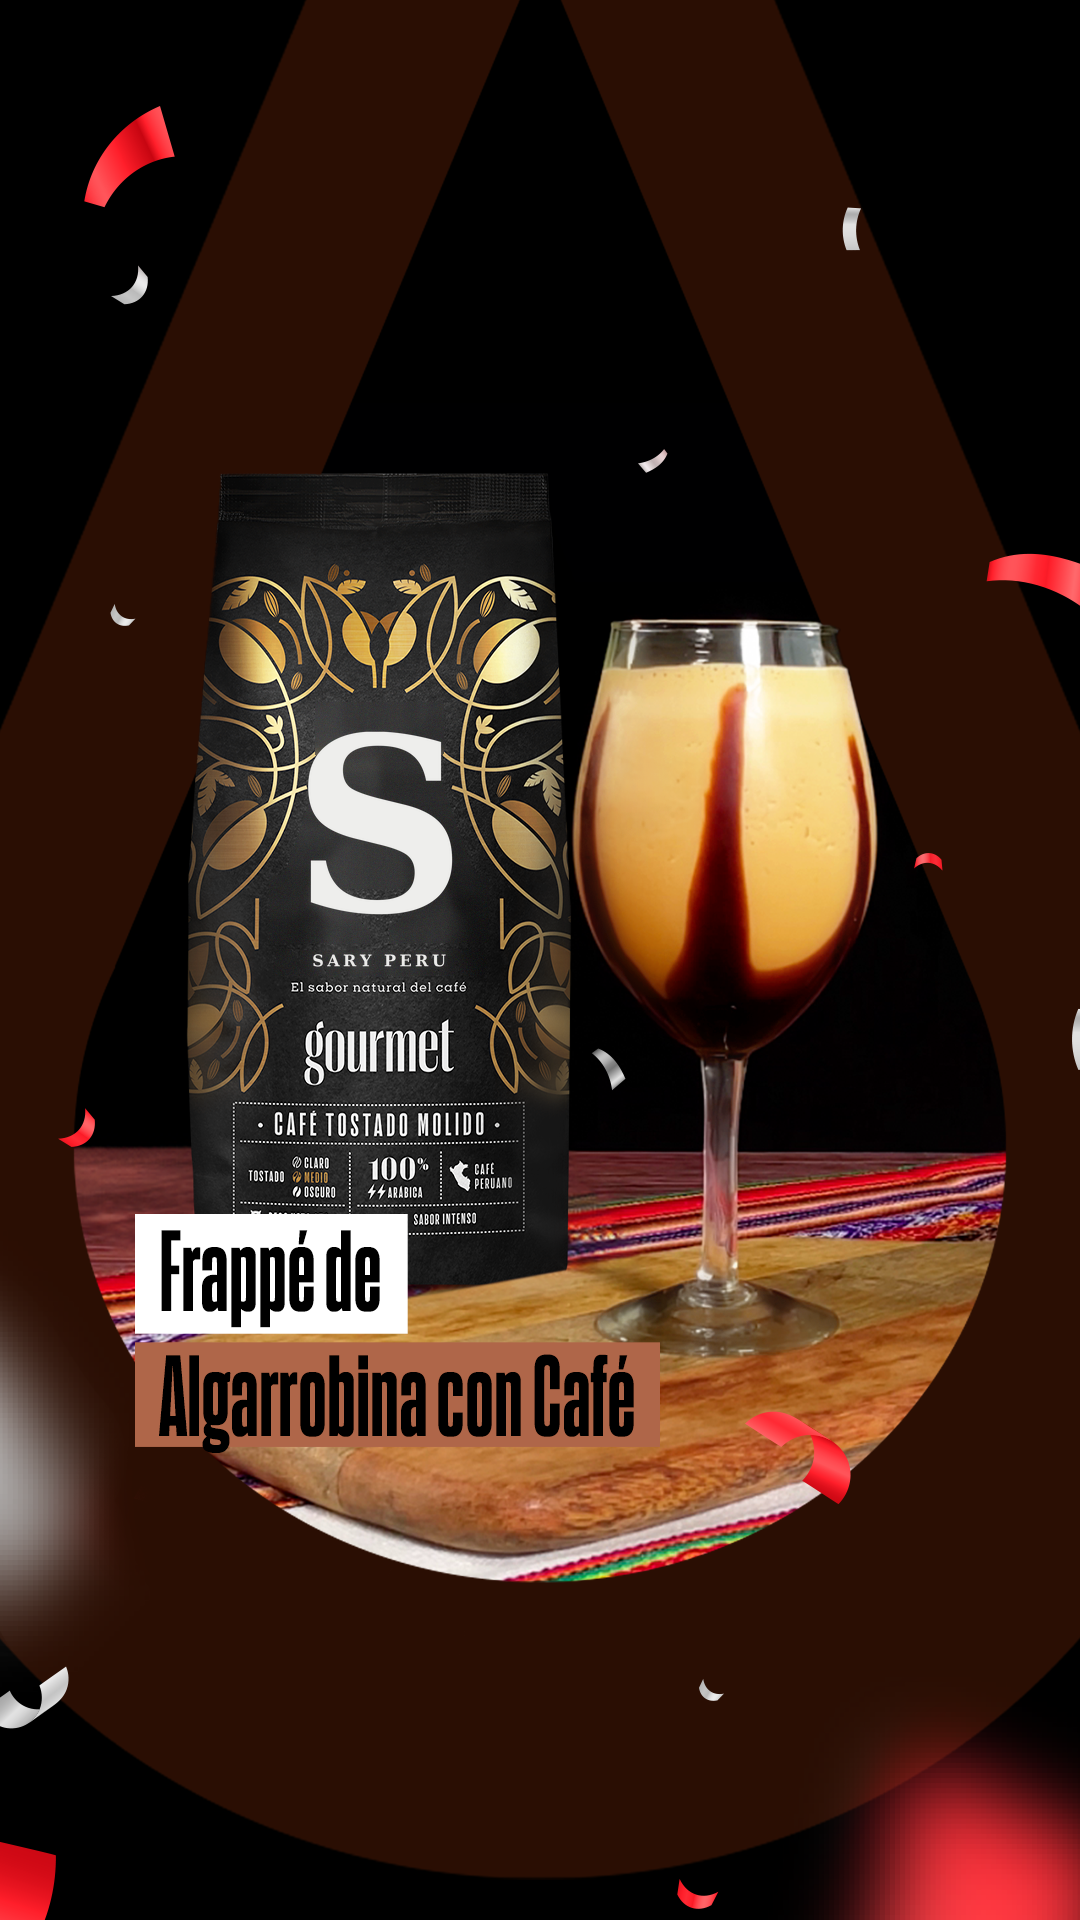 S
SARY PERU
El sabor natural del café
gourmet
· CAFÉ TOSTADO MOLIDO ·
TOSTADO
CLARO
MEDIO
OSCURO
100%
ARÁBICA
CAFÉ
PERUANO
SABOR INTENSO
Frappé de
Algarrobina con Café